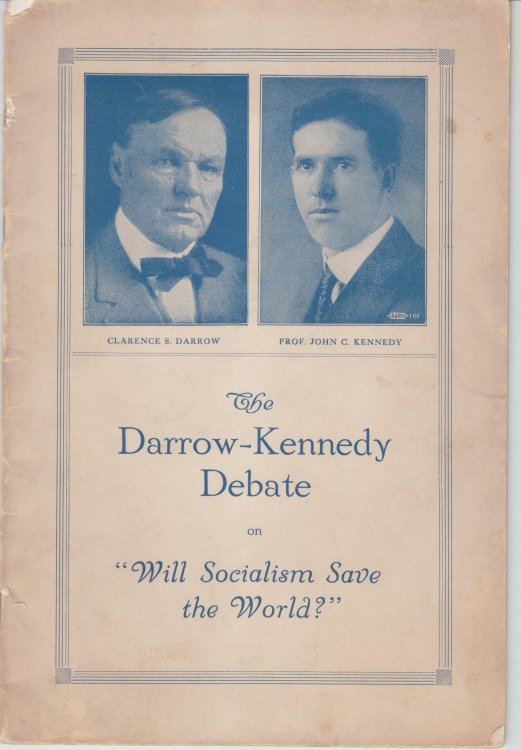 CLARENCE S. DARROW
PROF. JOHN C. KENNEDY
The
Darrow-Kennedy
Debate
on
"Will Socialism Save
the World?"